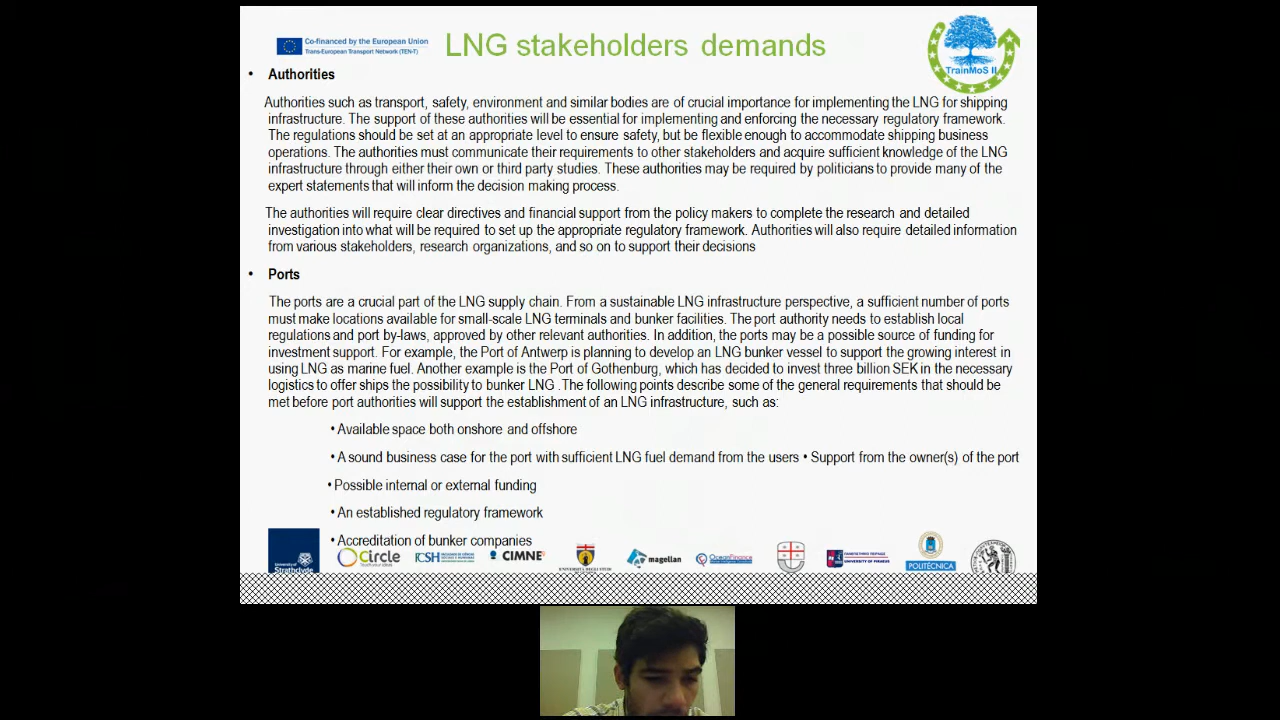 Co-financed by the European Union
Trans-European Transport Network (TEN-T)
LNG stakeholders demands
TrainMoS II
• Authorities
Authorities such as transport, safety, environment and similar bodies are of crucial importance for implementing the LNG for shipping
infrastructure. The support of these authorities will be essential for implementing and enforcing the necessary regulatory framework.
The regulations should be set at an appropriate level to ensure safety, but be flexible enough to accommodate shipping business
operations. The authorities must communicate their requirements to other stakeholders and acquire sufficient knowledge of the LNG
infrastructure through either their own or third party studies. These authorities may be required by politicians to provide many of the
expert statements that will inform the decision making process.
The authorities will require clear directives and financial support from the policy makers to complete the research and detailed
investigation into what will be required to set up the appropriate regulatory framework. Authorities will also require detailed information
from various stakeholders, research organizations, and so on to support their decisions
• Ports
The ports are a crucial part of the LNG supply chain. From a sustainable LNG infrastructure perspective, a sufficient number of ports
must make locations available for small-scale LNG terminals and bunker facilities. The port authority needs to establish local
regulations and port by-laws, approved by other relevant authorities. In addition, the ports may be a possible source of funding for
investment support. For example, the Port of Antwerp is planning to develop an LNG bunker vessel to support the growing interest in
using LNG as marine fuel. Another example is the Port of Gothenburg, which has decided to invest three billion SEK in the necessary
logistics to offer ships the possibility to bunker LNG .The following points describe some of the general requirements that should be
met before port authorities will support the establishment of an LNG infrastructure, such as:
• Available space both onshore and offshore
• A sound business case for the port with sufficient LNG fuel demand from the users • Support from the owner(s) of the port
• Possible internal or external funding
• An established regulatory framework
• Accreditation of bunker companies
University of
Strathclyde
Circle
FCSH
CIMNE
magellan
OceanFinance
UNIVERSITY OF PIRAEUS
POLITÉCNICA